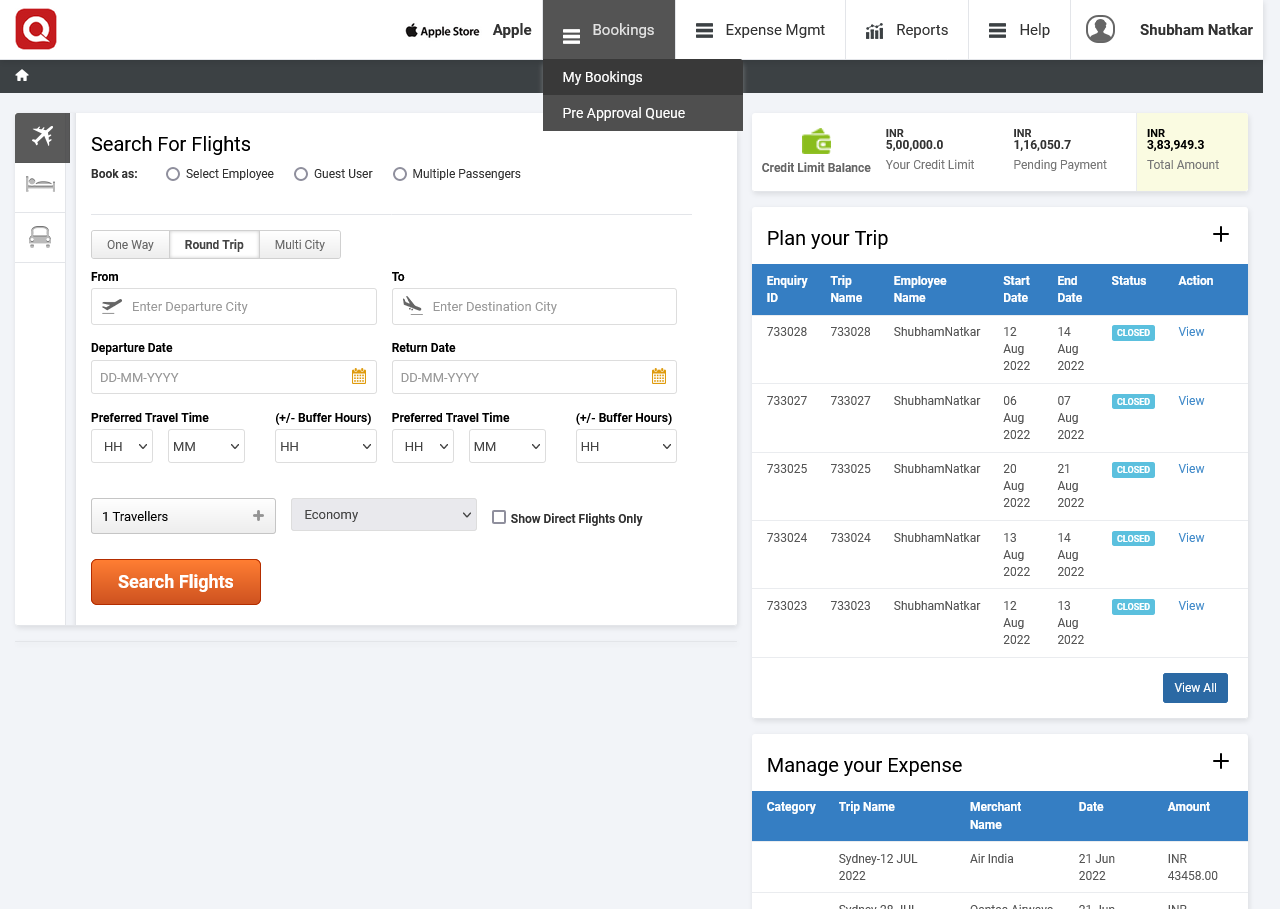 Apple Store Apple Bookings Expense Mgmt Reports Help Shubham Natkar
My Bookings
Pre Approval Queue
Search For Flights
Book as: Select Employee Guest User Multiple Passengers
One Way Round Trip Multi City
From To
Enter Departure City Enter Destination City
Departure Date Return Date
DD-MM-YYYY DD-MM-YYYY
Preferred Travel Time (+/- Buffer Hours) Preferred Travel Time (+/- Buffer Hours)
HH MM HH HH MM HH
1 Travellers Economy Show Direct Flights Only
Search Flights
Credit Limit Balance
INR
5,00,000.0
Your Credit Limit
INR
1,16,050.7
Pending Payment
INR
3,83,949.3
Total Amount
Plan your Trip
Enquiry Trip Employee Start End Status Action
ID Name Name Date Date
733028 733028 ShubhamNatkar 12 14 CLOSED View
Aug Aug
2022 2022
733027 733027 ShubhamNatkar 06 07 CLOSED View
Aug Aug
2022 2022
733025 733025 ShubhamNatkar 20 21 CLOSED View
Aug Aug
2022 2022
733024 733024 ShubhamNatkar 13 14 CLOSED View
Aug Aug
2022 2022
733023 733023 ShubhamNatkar 12 13 CLOSED View
Aug Aug
2022 2022
View All
Manage your Expense
Category Trip Name Merchant Date Amount
Name
Sydney-12 JUL Air India 21 Jun INR
2022 2022 43458.00
Sydney-28 JUL Qantas Airways 21 Jun INR